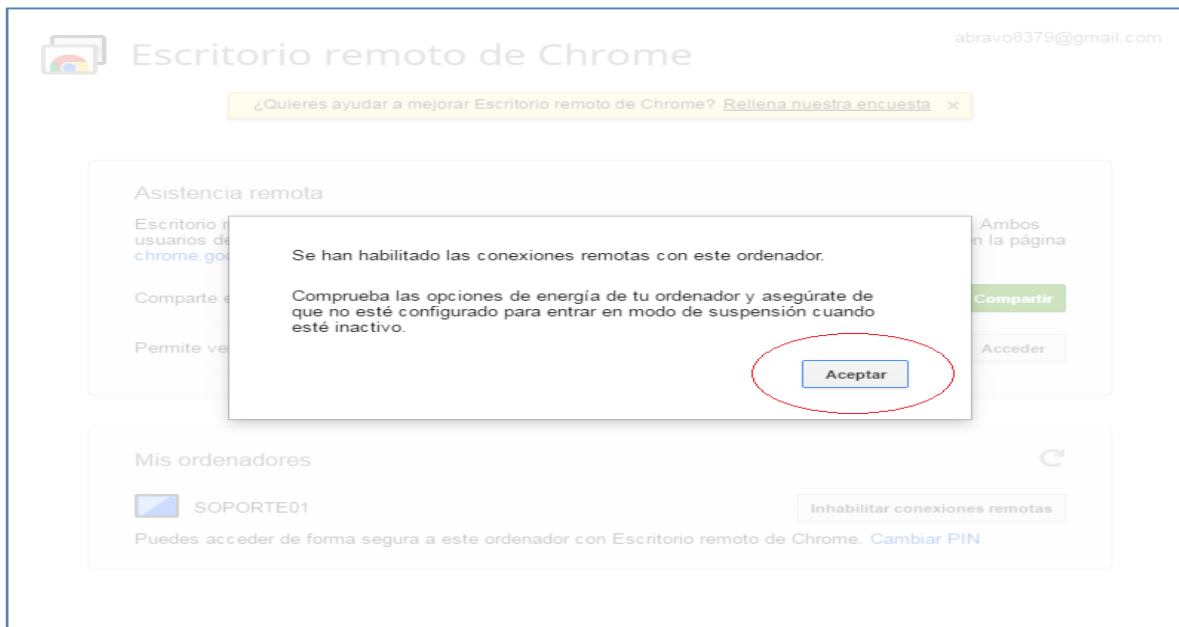 Escritorio remoto de Chrome
abravo8379@gmail.com
¿Quieres ayudar a mejorar Escritorio remoto de Chrome? Rellena nuestra encuesta ×
Asistencia remota
Escritorio
Ambos
usuarios
la página
Se han habilitado las conexiones remotas con este ordenador.
Comprueba las opciones de energía de tu ordenador y asegúrate de
que no esté configurado para entrar en modo de suspensión cuando
esté inactivo.
Aceptar
Comparte
Compartir
Permite
Acceder
Mis ordenadores
SOPORTE01
Inhabilitar conexiones remotas
Puedes acceder de forma segura a este ordenador con Escritorio remoto de Chrome. Cambiar PIN